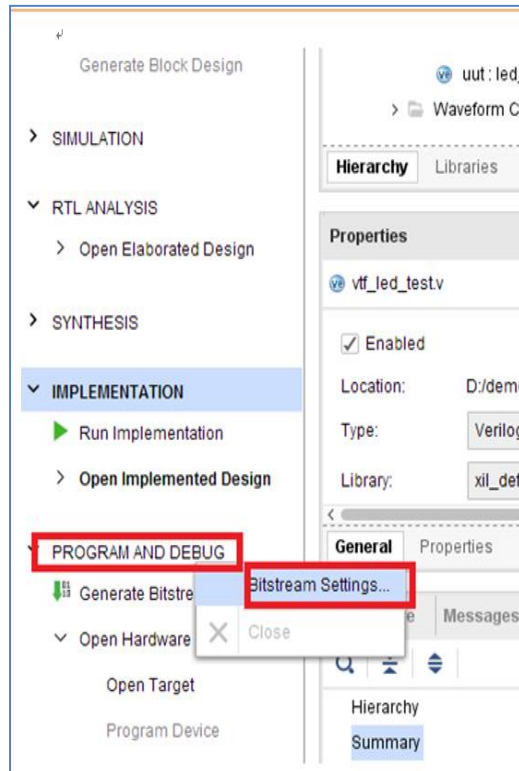 Generate Block Design
SIMULATION
RTL ANALYSIS
Open Elaborated Design
SYNTHESIS
IMPLEMENTATION
Run Implementation
Open Implemented Design
PROGRAM AND DEBUG
Generate Bitstre
Bitstream Settings...
Close
Open Hardware
Open Target
Program Device
uut : led_
Waveform C
Hierarchy Libraries
Properties
vtf_led_test.v
Enabled
Location: D:/dem
Type: Verilog
Library: xil_def
General Properties
Messages
Hierarchy
Summary